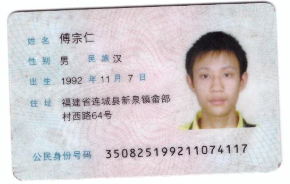 姓名 傅宗仁
性别 男 民族 汉
出生 1992 年 11 月 7 日
住址 福建省连城县新泉镇畲部
村西路64号
公民身份号码 350825199211074117